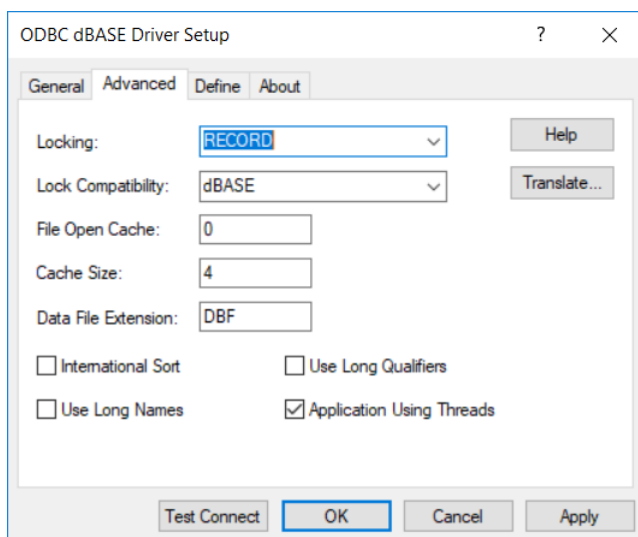 ODBC dBASE Driver Setup
General Advanced Define About
Locking: RECORD Help
Lock Compatibility: dBASE Translate...
File Open Cache: 0
Cache Size: 4
Data File Extension: DBF
International Sort Use Long Qualifiers
Use Long Names Application Using Threads
Test Connect OK Cancel Apply